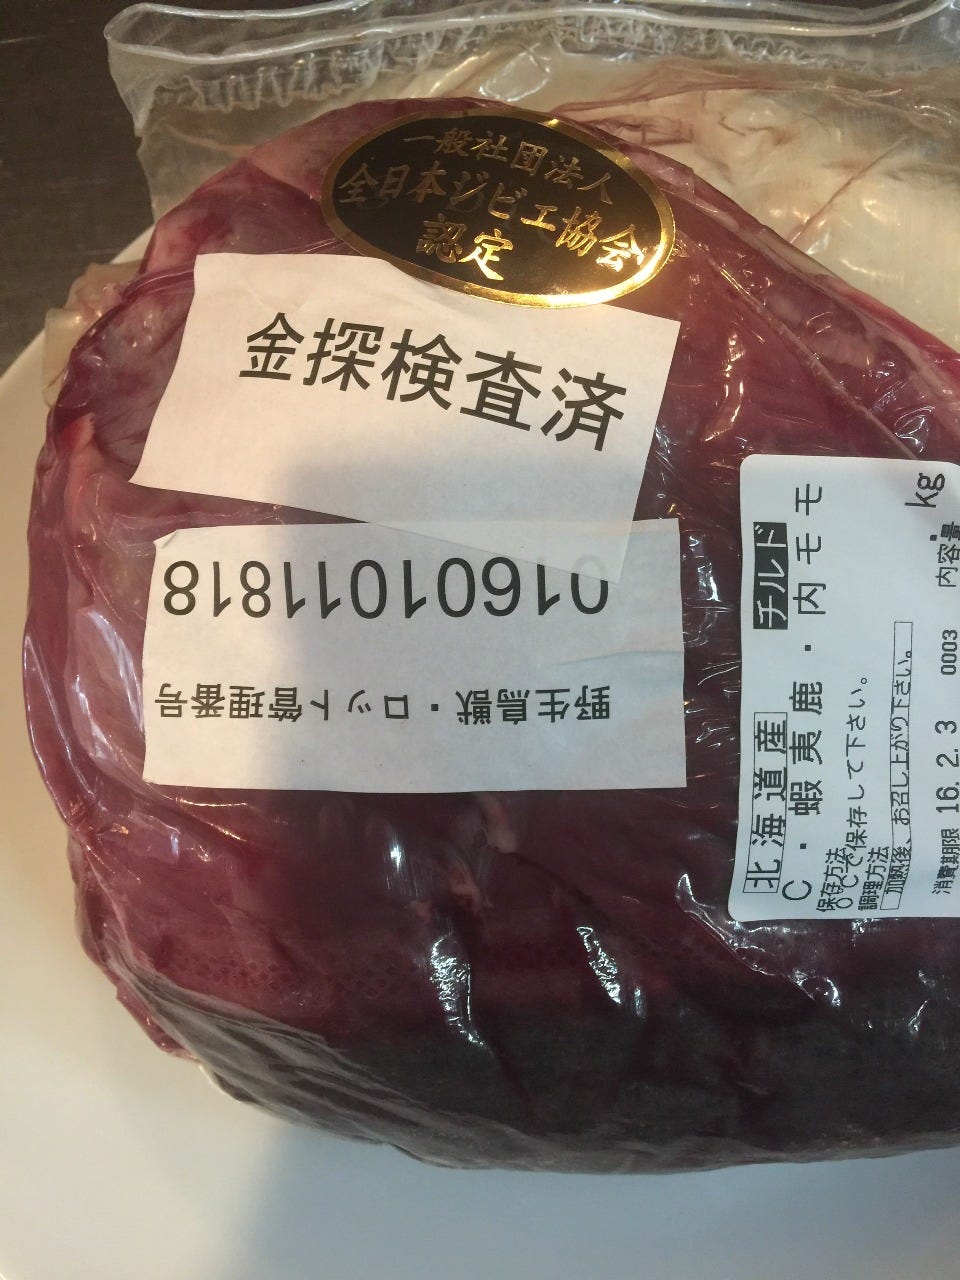 一般社団法人
全日本ジビエ協会
認定
金探検査済
野生鳥獣・ロット管理番号
01601011818
北海道産 チルド
C・蝦夷鹿・内モモ
保存方法
0℃で保存して下さい。
調理方法
加熱後、お召し上がり下さい。
消費期限 16. 2. 3 0003 内容量 kg